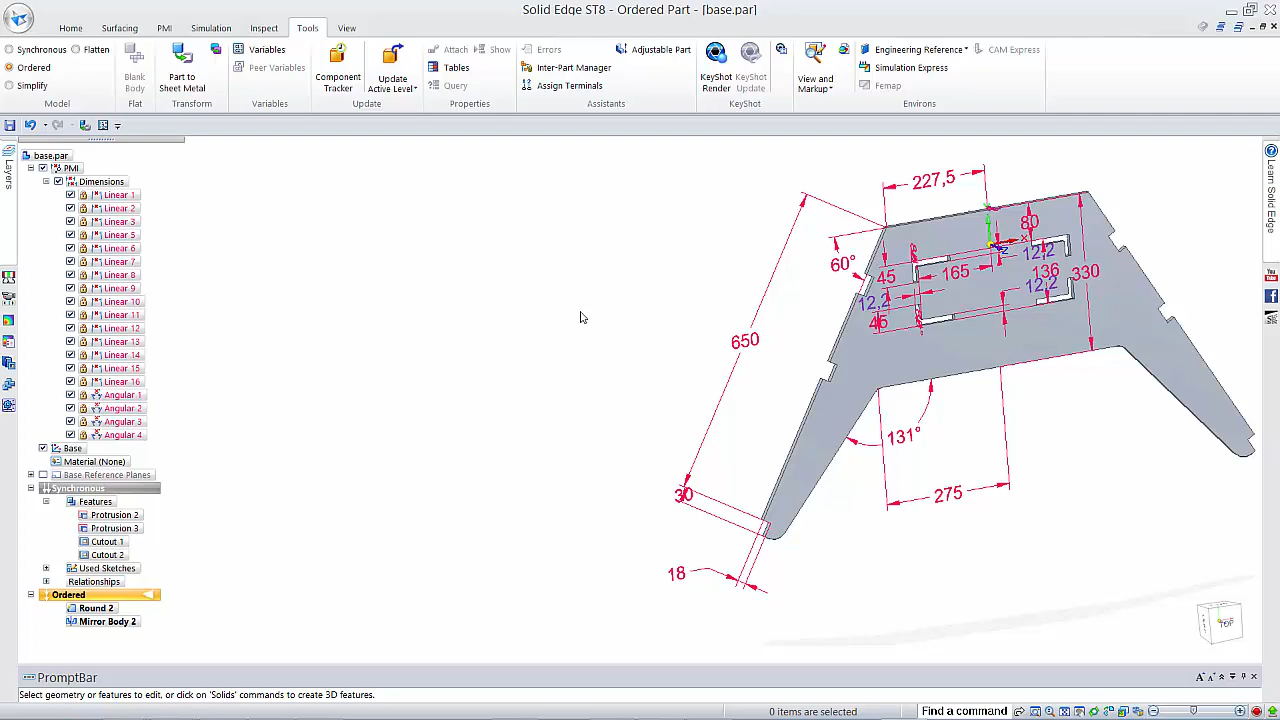 Solid Edge ST8 - Ordered Part - [base.par]
Home Surfacing PMI Simulation Inspect Tools View
Synchronous Flatten
Ordered
Simplify
Model
Blank Body
Flat
Part to Sheet Metal
Transform
Variables
Peer Variables
Variables
Component Tracker
Update Active Level
Update
Attach Show
Tables
Query
Properties
Errors
Inter-Part Manager
Assign Terminals
Adjustable Part
Assistants
KeyShot Render
KeyShot Update
KeyShot
View and Markup
Engineering Reference
Simulation Express
Femap
CAM Express
Environs
Layers
base.par
PMI
Dimensions
Linear 1
Linear 2
Linear 3
Linear 5
Linear 6
Linear 7
Linear 8
Linear 9
Linear 10
Linear 11
Linear 12
Linear 13
Linear 14
Linear 15
Linear 16
Angular 1
Angular 2
Angular 3
Angular 4
Base
Material (None)
Base Reference Planes
Synchronous
Features
Protrusion 2
Protrusion 3
Cutout 1
Cutout 2
Used Sketches
Relationships
Ordered
Round 2
Mirror Body 2
227,5
80
60°
45
165
12,2
136
330
12,2
12,2
650
131°
275
30
18
X
Z
TOP
Learn Solid Edge
You Tube
PromptBar
Select geometry or features to edit, or click on 'Solids' commands to create 3D features.
0 items are selected
Find a command